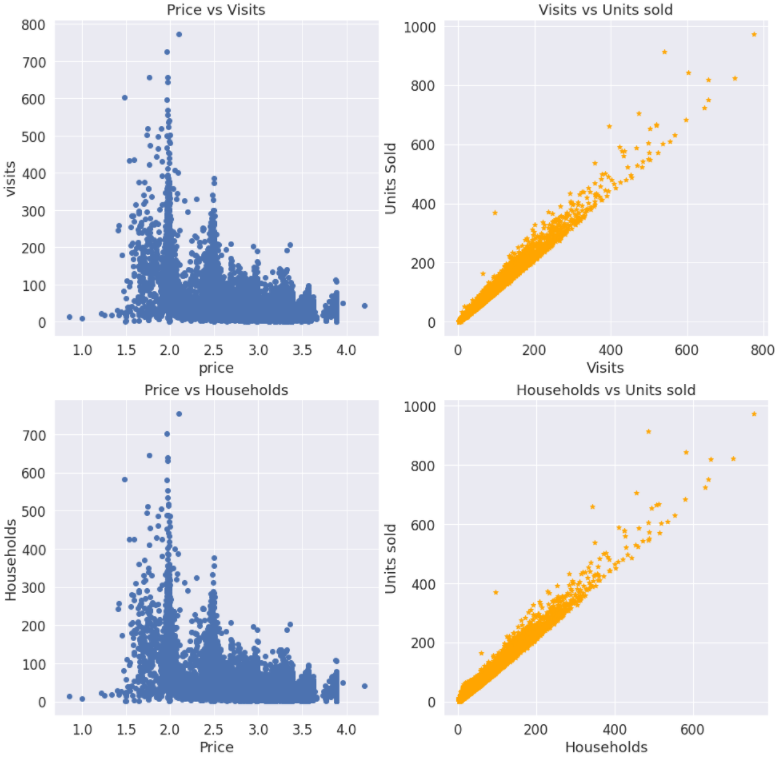 Price vs Visits
800
700
600
500
400
300
200
100
0
visits
1.0 1.5 2.0 2.5 3.0 3.5 4.0
price
Visits vs Units sold
1000
800
600
400
200
0
Units Sold
0 200 400 600 800
Visits
Price vs Households
700
600
500
400
300
200
100
0
Households
1.0 1.5 2.0 2.5 3.0 3.5 4.0
Price
Households vs Units sold
1000
800
600
400
200
0
Units sold
0 200 400 600
Households